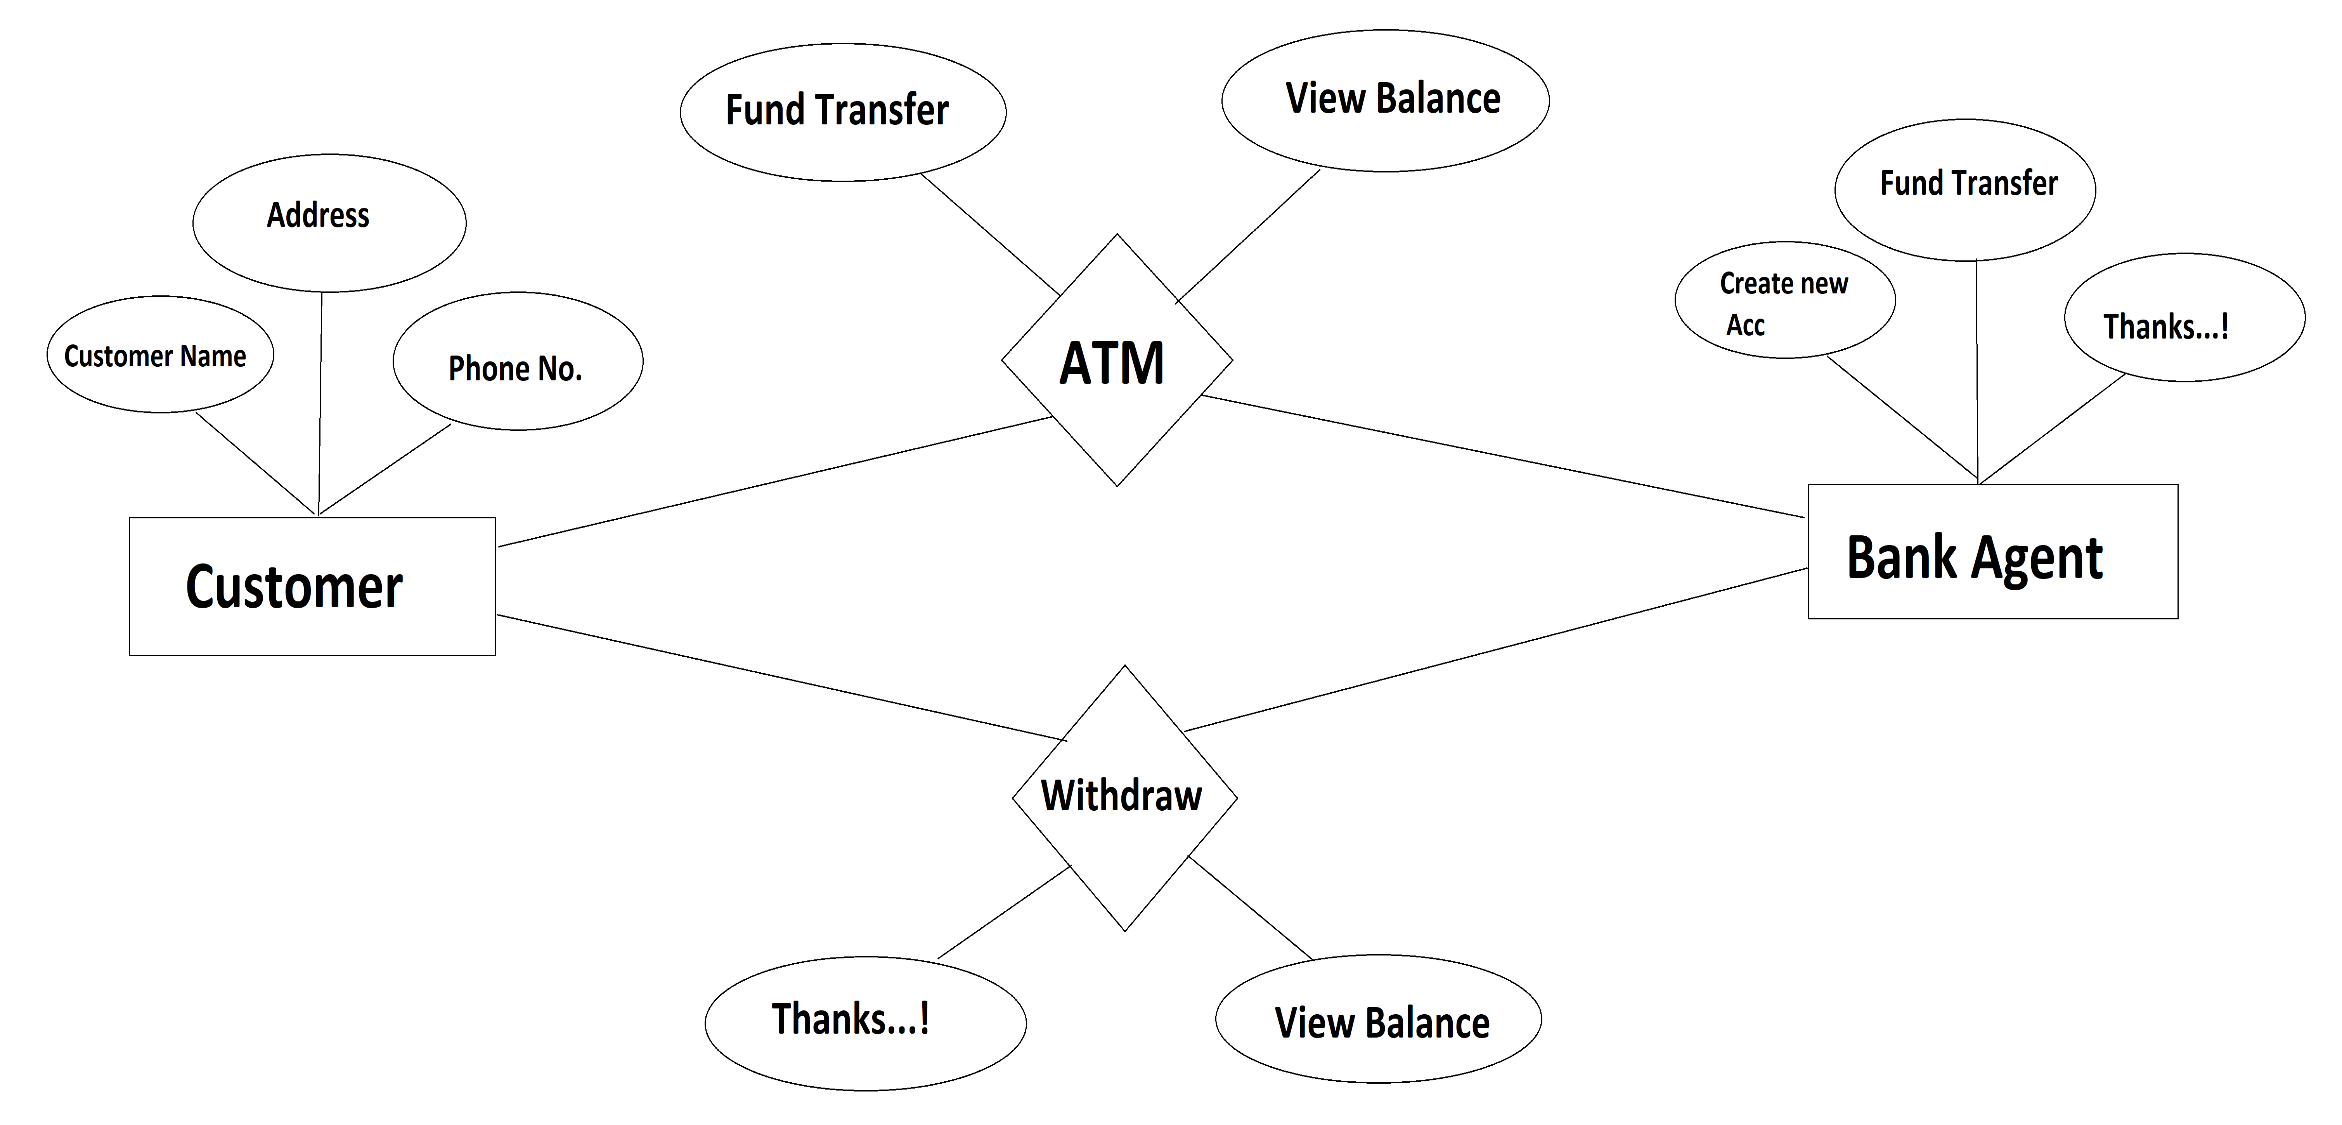 Fund Transfer
View Balance
Address
Fund Transfer
Customer Name
Phone No.
ATM
Create new
Acc
Thanks...!
Customer
Bank Agent
Withdraw
Thanks...!
View Balance